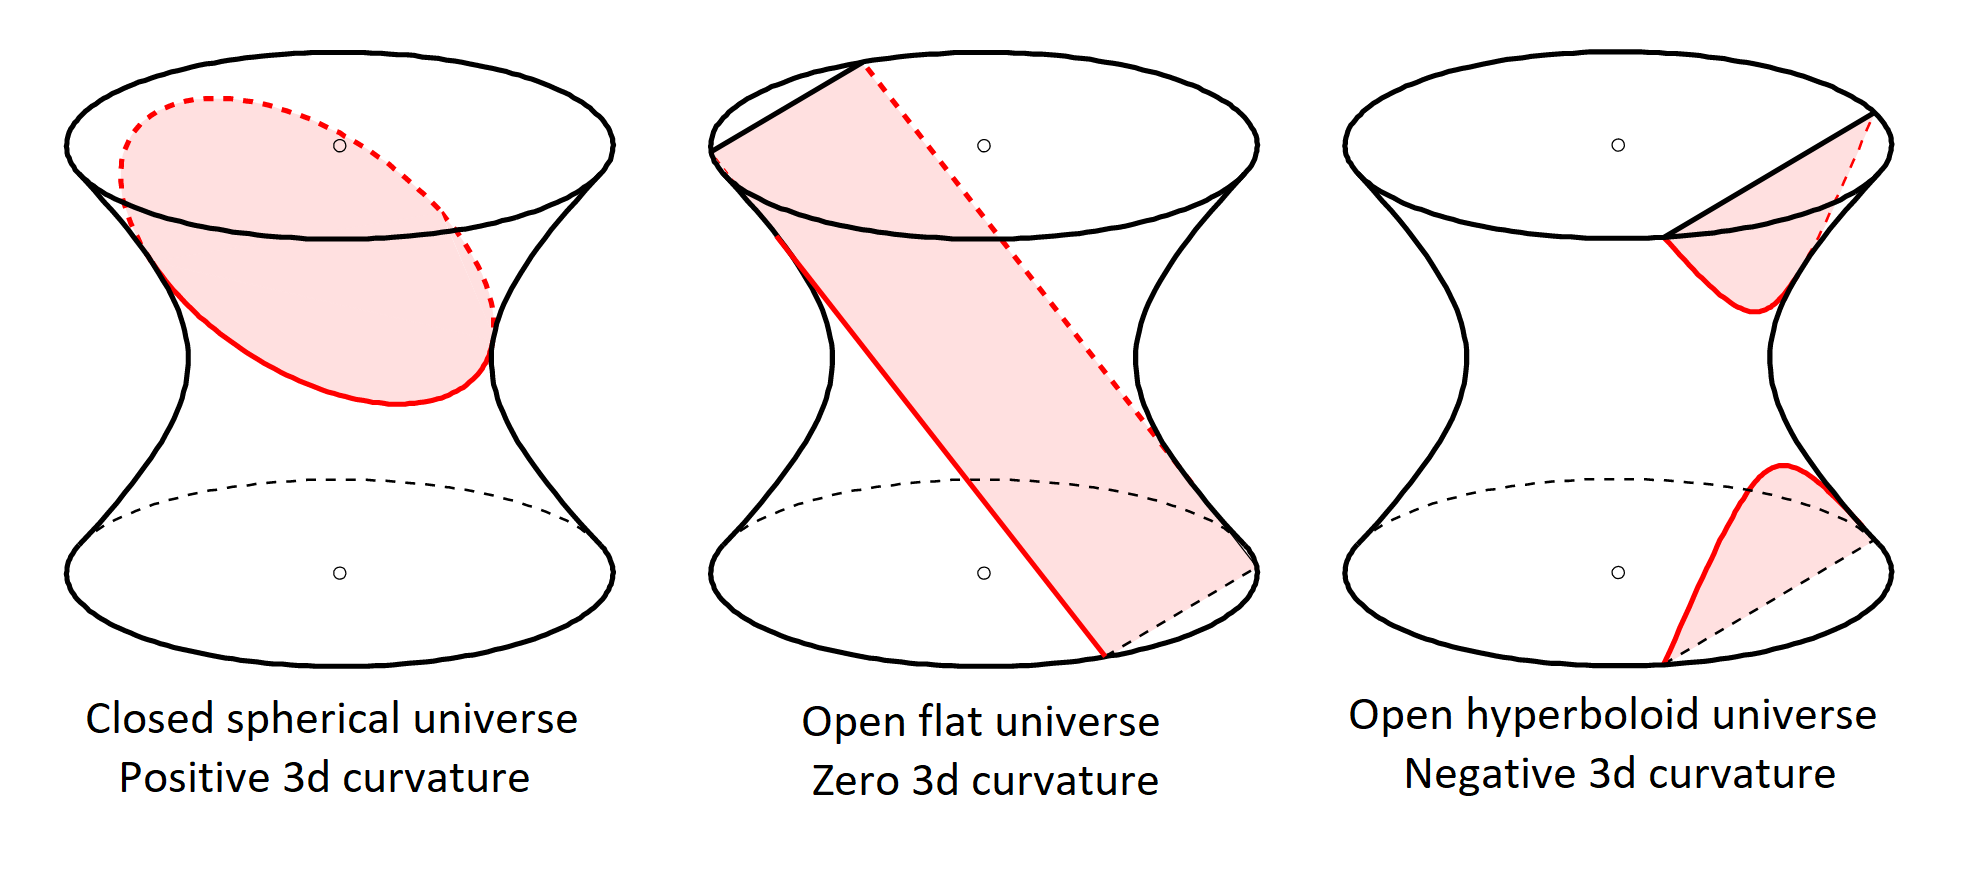 Closed spherical universe
Positive 3d curvature
Open flat universe
Zero 3d curvature
Open hyperboloid universe
Negative 3d curvature